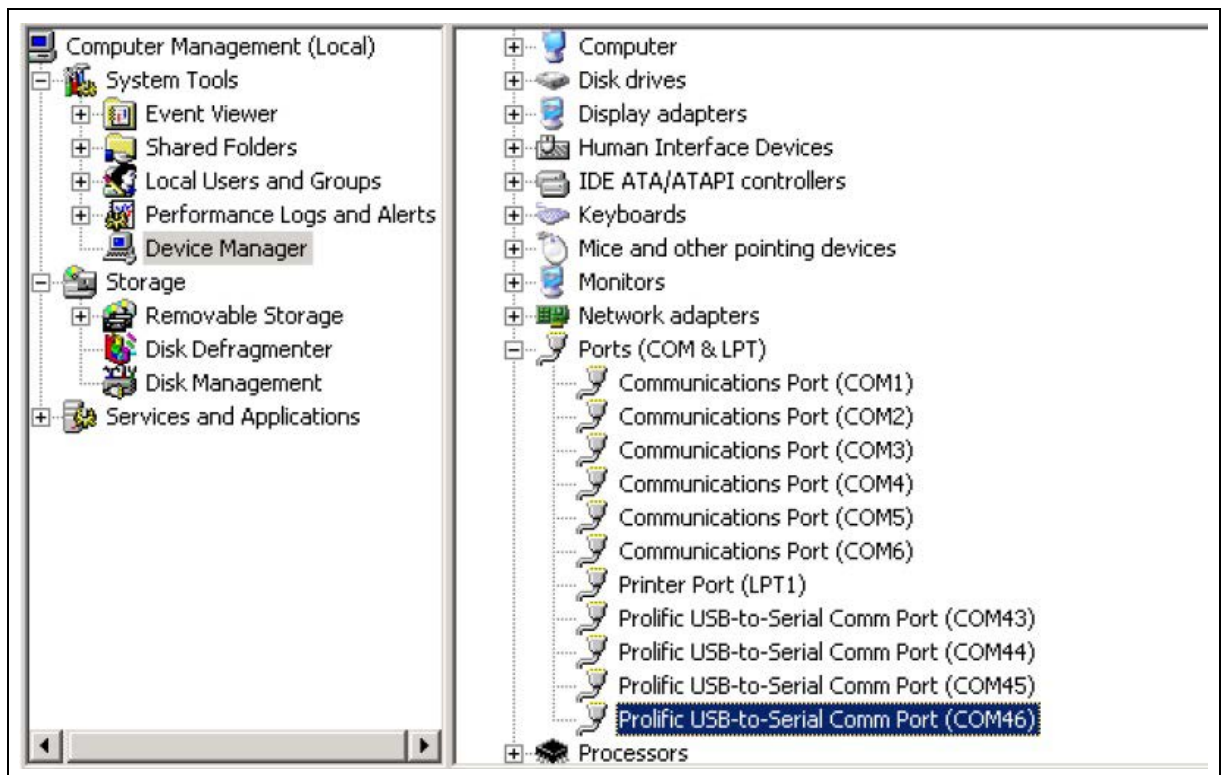 Computer Management (Local)
System Tools
Event Viewer
Shared Folders
Local Users and Groups
Performance Logs and Alerts
Device Manager
Storage
Removable Storage
Disk Defragmenter
Disk Management
Services and Applications
Computer
Disk drives
Display adapters
Human Interface Devices
IDE ATA/ATAPI controllers
Keyboards
Mice and other pointing devices
Monitors
Network adapters
Ports (COM & LPT)
Communications Port (COM1)
Communications Port (COM2)
Communications Port (COM3)
Communications Port (COM4)
Communications Port (COM5)
Communications Port (COM6)
Printer Port (LPT1)
Prolific USB-to-Serial Comm Port (COM43)
Prolific USB-to-Serial Comm Port (COM44)
Prolific USB-to-Serial Comm Port (COM45)
Prolific USB-to-Serial Comm Port (COM46)
Processors